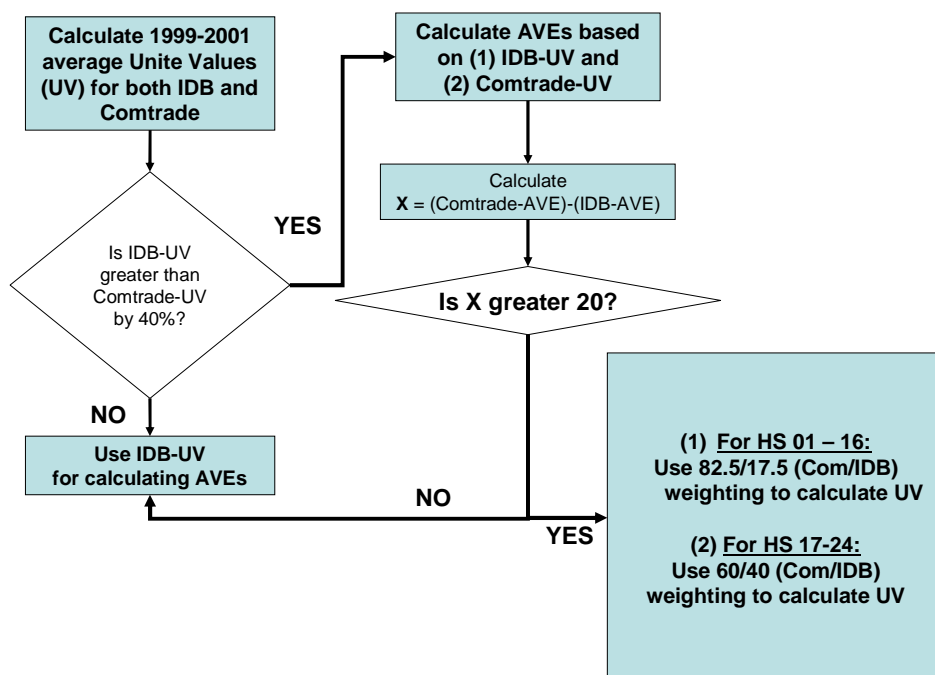 Calculate 1999-2001
average Unite Values
(UV) for both IDB and
Comtrade
Calculate AVEs based
on (1) IDB-UV and
(2) Comtrade-UV
Calculate
X = (Comtrade-AVE)-(IDB-AVE)
YES
Is IDB-UV
greater than
Comtrade-UV
by 40%?
Is X greater 20?
NO
Use IDB-UV
for calculating AVEs
NO
YES
(1) For HS 01 – 16:
Use 82.5/17.5 (Com/IDB)
weighting to calculate UV
(2) For HS 17-24:
Use 60/40 (Com/IDB)
weighting to calculate UV